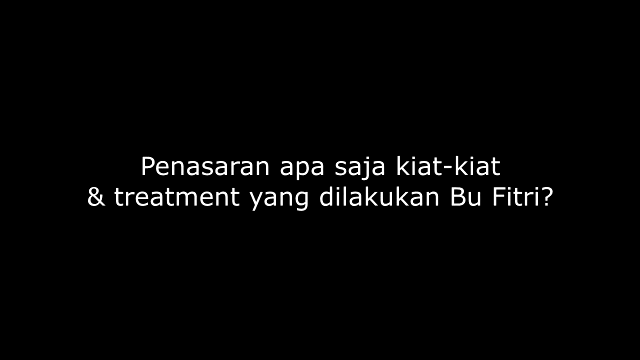 Penasaran apa saja kiat-kiat
& treatment yang dilakukan Bu Fitri?